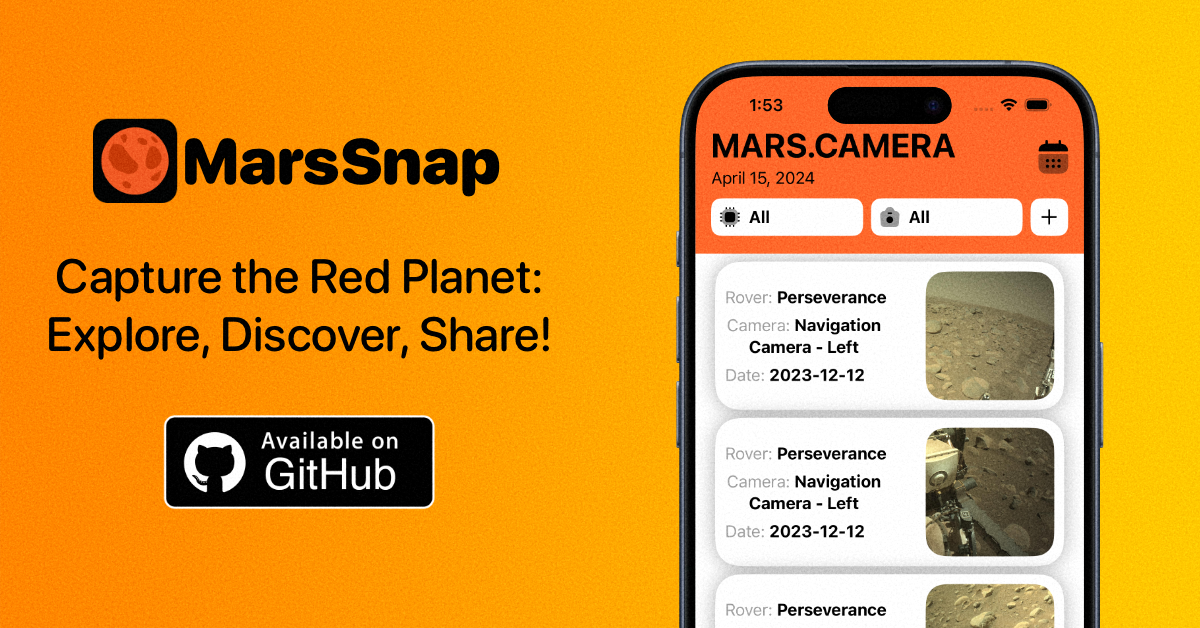 MarsSnap
Capture the Red Planet:
Explore, Discover, Share!
Available on
GitHub
1:53
MARS.CAMERA
April 15, 2024
All
All
Rover: Perseverance
Camera: Navigation
Camera - Left
Date: 2023-12-12
Rover: Perseverance
Camera: Navigation
Camera - Left
Date: 2023-12-12
Rover: Perseverance